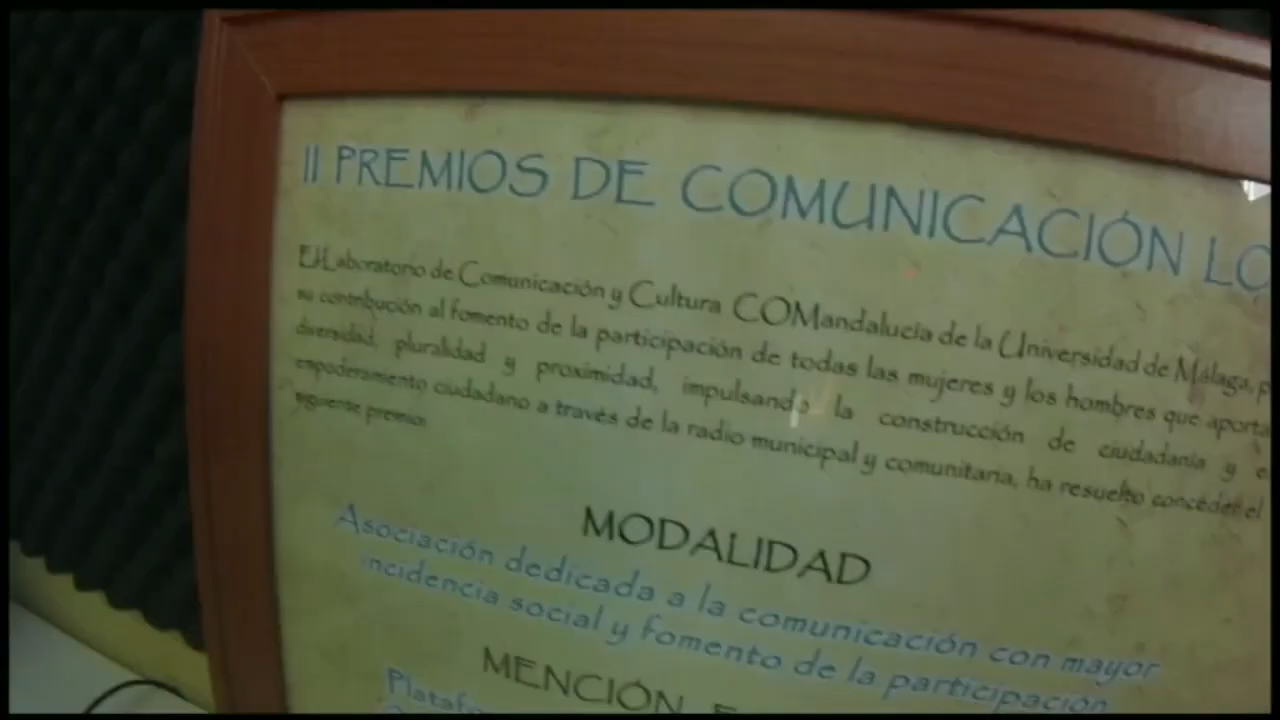 II PREMIOS DE COMUNICACIÓN LO
El Laboratorio de Comunicación y Cultura COMandalucía de la Universidad de Málaga, p
su contribución al fomento de la participación de todas las mujeres y los hombres que aporta
diversidad, pluralidad y proximidad, impulsando la construcción de ciudadanía y e
empoderamiento ciudadano a través de la radio municipal y comunitaria, ha resuelto conceder el
siguiente premio:
MODALIDAD
Asociación dedicada a la comunicación con mayor
incidencia social y fomento de la participación
MENCIÓN E
Plataf